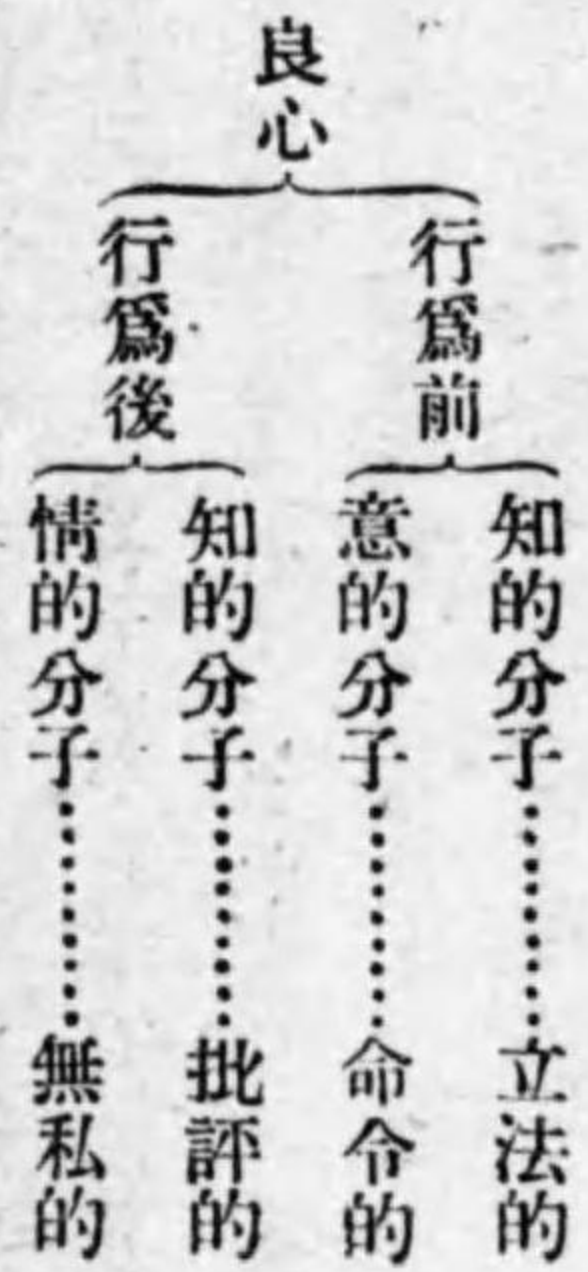 良心
行爲前
知的分子………立法的
意的分子………命令的
行爲後
知的分子………批評的
情的分子………無私的